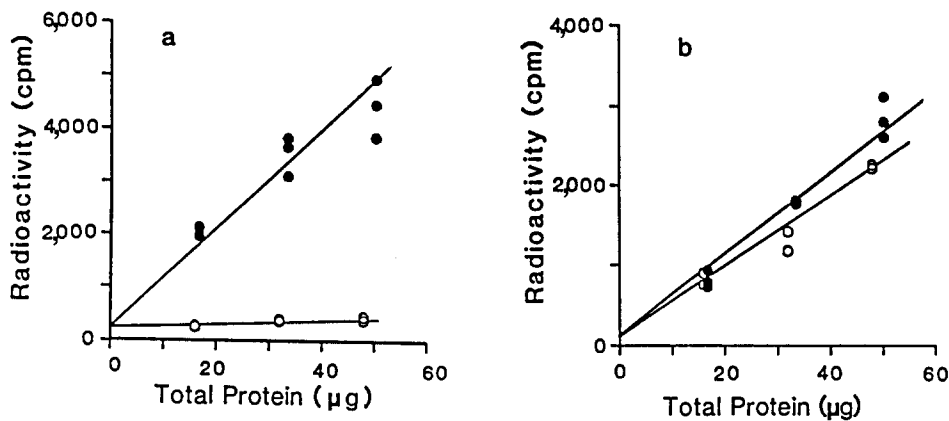 a
6,000
4,000
2,000
0
Radioactivity (cpm)
0 20 40 60
Total Protein (µg)
b
4,000
2,000
0
Radioactivity (cpm)
0 20 40 60
Total Protein (µg)